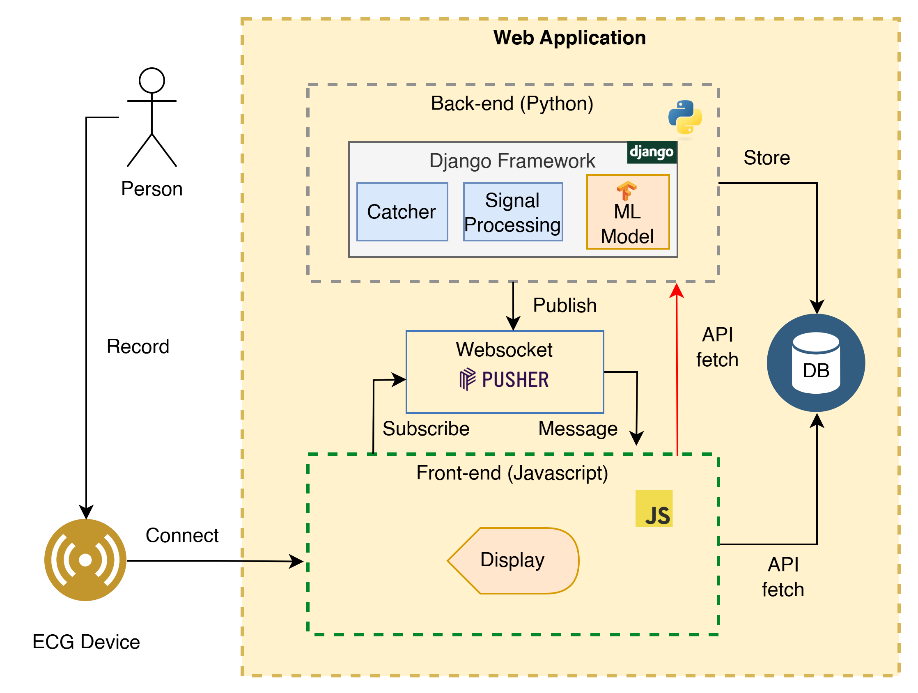 Web Application
Person
Back-end (Python)
django
Django Framework
Catcher
Signal
Processing
ML
Model
Store
Publish
Record
Websocket
PUSHER
API
fetch
DB
Subscribe
Message
Front-end (Javascript)
JS
Connect
Display
API
fetch
ECG Device